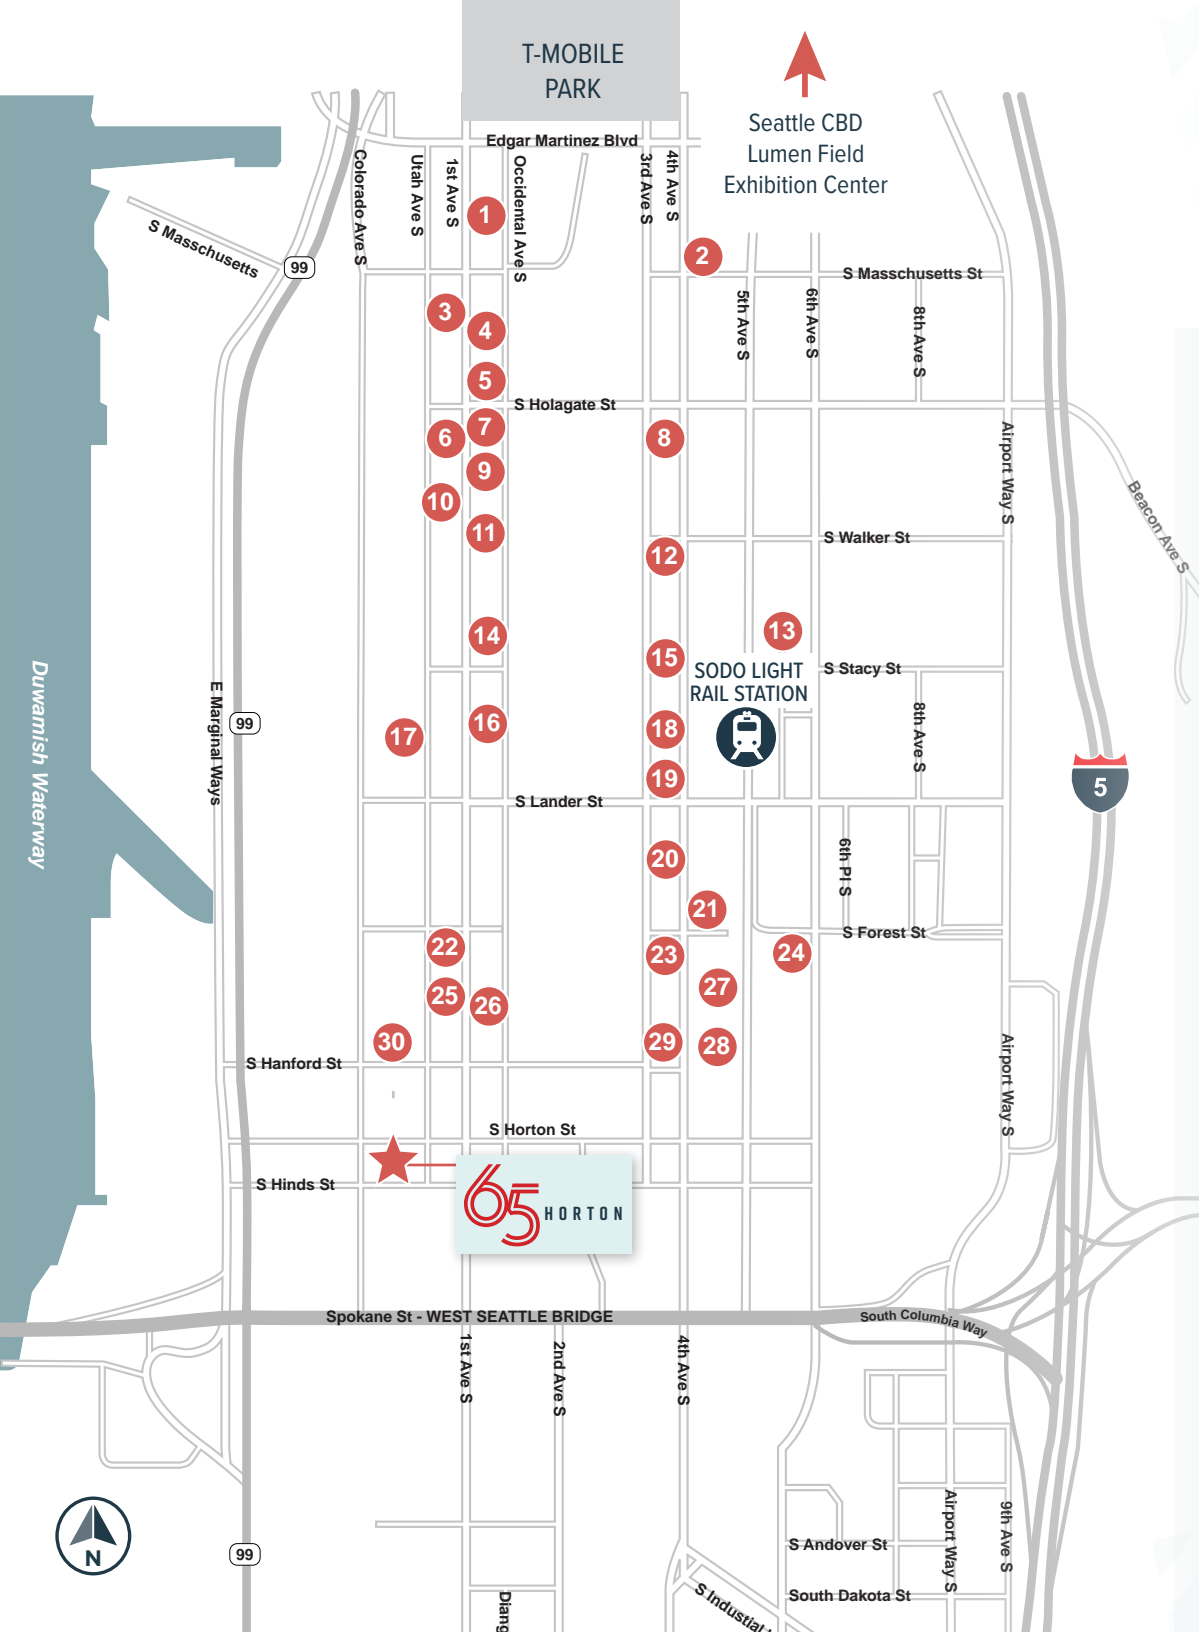 T-MOBILE
PARK
Seattle CBD
Lumen Field
Exhibition Center
Edgar Martinez Blvd
Colorado Ave S
Utah Ave S
1st Ave S
Occidental Ave S
3rd Ave S
4th Ave S
1
2
S Masschusetts
99
S Masschusetts St
5th Ave S
6th Ave S
8th Ave S
3
4
5
S Holagate St
6
7
8
9
10
11
Airport Way S
Beacon Ave S
S Walker St
12
13
14
15
SODO LIGHT
RAIL STATION
S Stacy St
Duwamish Waterway
E Marginal Ways
99
16
17
18
19
8th Ave S
5
S Lander St
20
6th Pl S
21
S Forest St
22
23
24
25
26
27
28
29
30
S Hanford St
Airport Way S
S Horton St
S Hinds St
65 HORTON
Spokane St - WEST SEATTLE BRIDGE
South Columbia Way
1st Ave S
2nd Ave S
4th Ave S
N
99
Airport Way S
9th Ave S
S Andover St
South Dakota St
S Industial
Diang